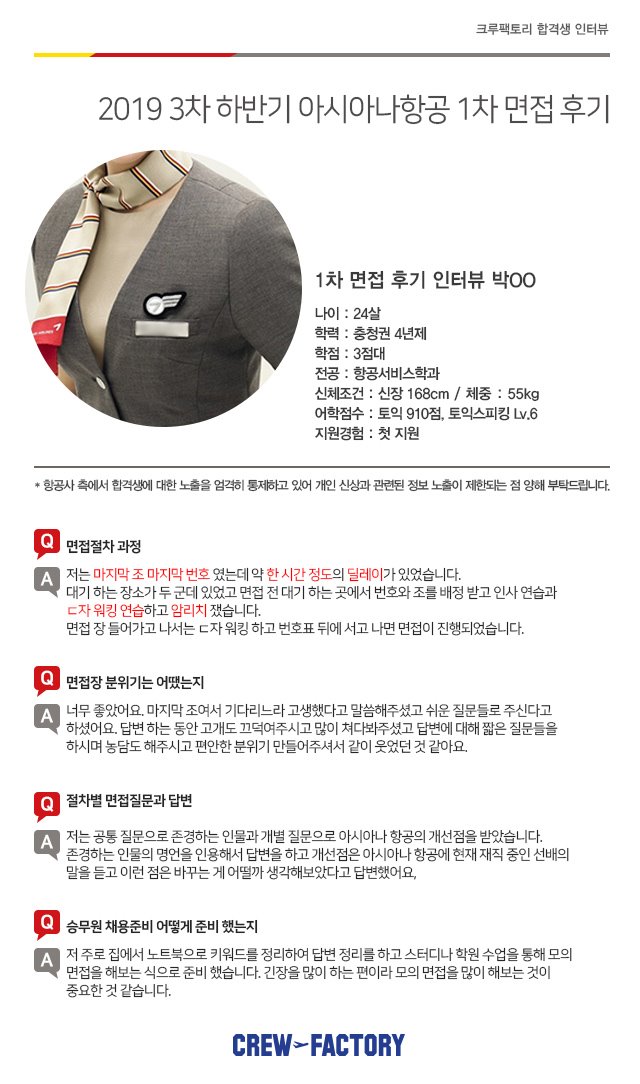 크루팩토리 합격생 인터뷰
2019 3차 하반기 아시아나항공 1차 면접 후기
1차 면접 후기 인터뷰 박OO
나이 : 24살
학력 : 충청권 4년제
학점 : 3점대
전공 : 항공서비스학과
신체조건 : 신장 168cm / 체중 : 55kg
어학점수 : 토익 910점, 토익스피킹 Lv.6
지원경험 : 첫 지원
* 항공사 측에서 합격생에 대한 노출을 엄격히 통제하고 있어 개인 신상과 관련된 정보 노출이 제한되는 점 양해 부탁드립니다.
Q 면접절차 과정
A 저는 마지막 조 마지막 번호 였는데 약 한 시간 정도의 딜레이가 있었습니다.
대기 하는 장소가 두 군데 있었고 면접 전 대기 하는 곳에서 번호와 조를 배정 받고 인사 연습과
ㄷ자 워킹 연습하고 암리치 쟀습니다.
면접 장 들어가고 나서는 ㄷ자 워킹 하고 번호표 뒤에 서고 나면 면접이 진행되었습니다.
Q 면접장 분위기는 어땠는지
A 너무 좋았어요. 마지막 조여서 기다리느라 고생했다고 말씀해주셨고 쉬운 질문들로 주신다고
하셨어요. 답변 하는 동안 고개도 끄덕여주시고 많이 쳐다봐주셨고 답변에 대해 짧은 질문들을
하시며 농담도 해주시고 편안한 분위기 만들어주셔서 같이 웃었던 것 같아요.
Q 절차별 면접질문과 답변
A 저는 공통 질문으로 존경하는 인물과 개별 질문으로 아시아나 항공의 개선점을 받았습니다.
존경하는 인물의 명언을 인용해서 답변을 하고 개선점은 아시아나 항공에 현재 재직 중인 선배의
말을 듣고 이런 점은 바꾸는 게 어떨까 생각해보았다고 답변했어요,
Q 승무원 채용준비 어떻게 준비 했는지
A 저 주로 집에서 노트북으로 키워드를 정리하여 답변 정리를 하고 스터디나 학원 수업을 통해 모의
면접을 해보는 식으로 준비 했습니다. 긴장을 많이 하는 편이라 모의 면접을 많이 해보는 것이
중요한 것 같습니다.
CREW FACTORY